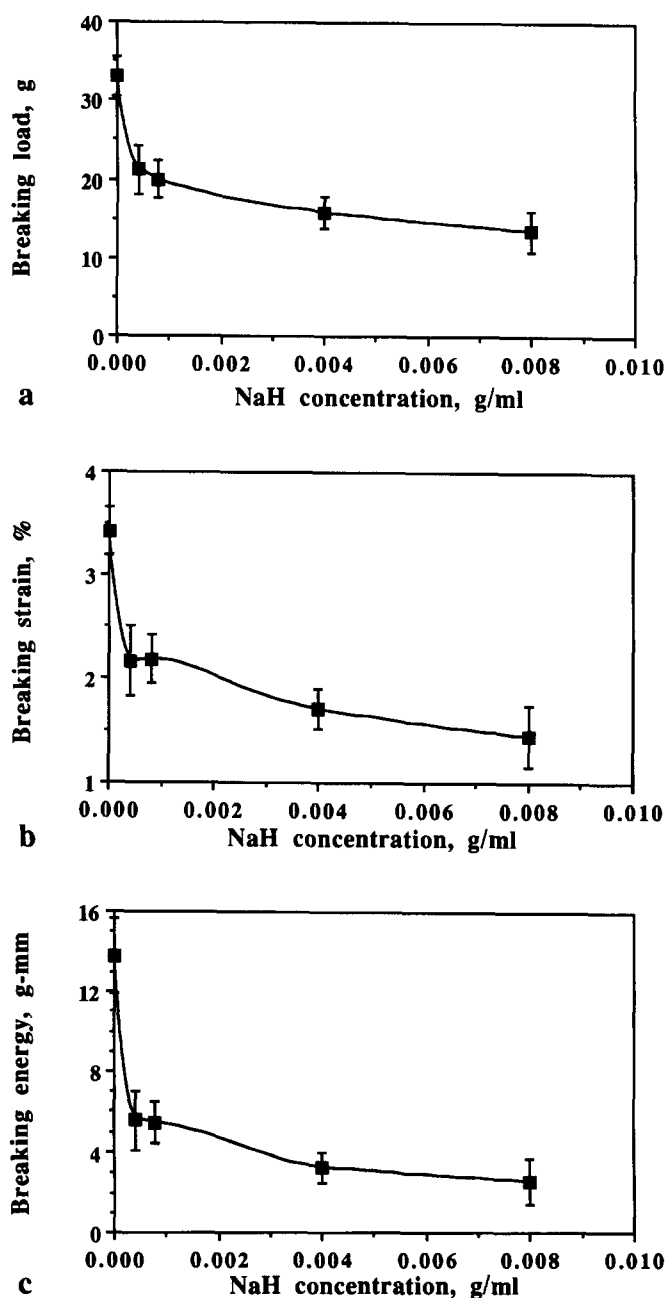 40
30
20
10
0
Breaking load, g
0.000 0.002 0.004 0.006 0.008 0.010
a
NaH concentration, g/ml
4
3
2
1
Breaking strain, %
0.000 0.002 0.004 0.006 0.008 0.010
b
NaH concentration, g/ml
16
12
8
4
0
Breaking energy, g-mm
0.000 0.002 0.004 0.006 0.008 0.010
c
NaH concentration, g/ml